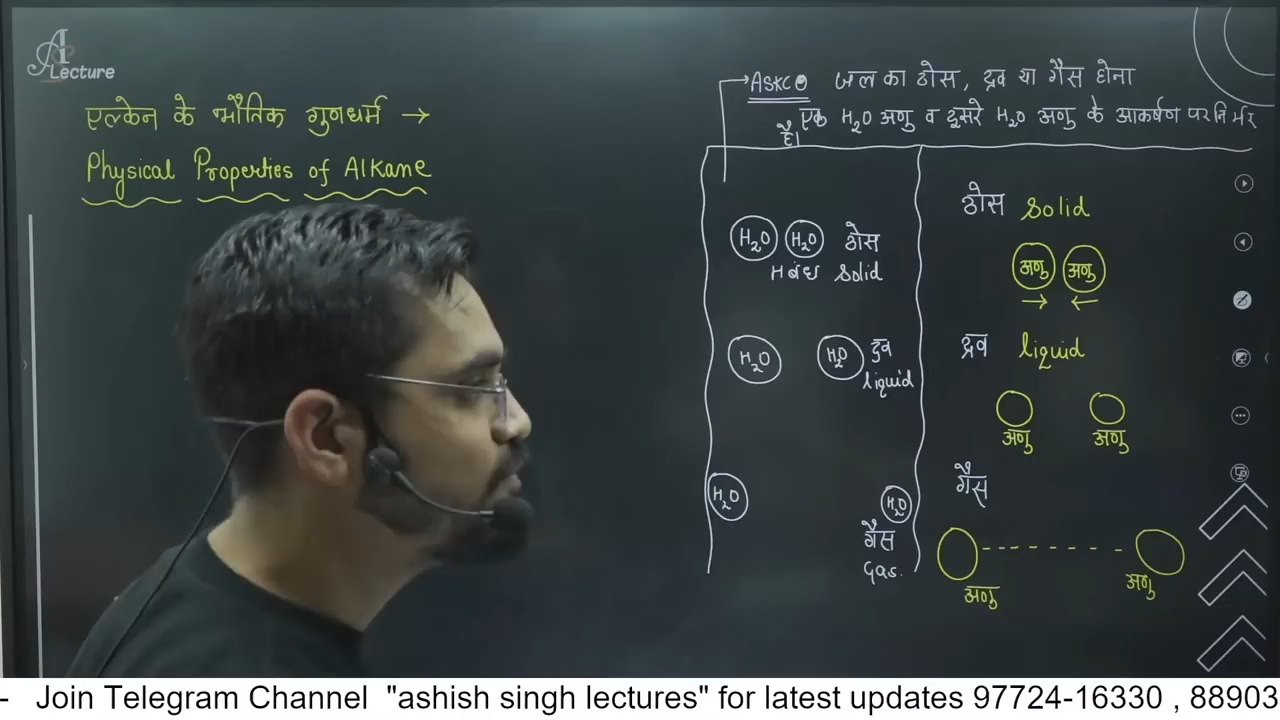 A Lecture
एल्केन के भौतिक गुणधर्म →
Physical Properties of Alkane
ASKC जल का ठोस, द्रव या गैस होना
एक H₂O अणु व दूसरे H₂O अणु के आकर्षण पर निर्भर
है।
H₂O H₂O ठोस
H बंध Solid
H₂O H₂O द्रव
liquid
H₂O H₂O
गैस
Gas.
ठोस Solid
अणु अणु
→ ←
द्रव liquid
अणु अणु
गैस
अणु अणु
- Join Telegram Channel "ashish singh lectures" for latest updates 97724-16330 , 88903